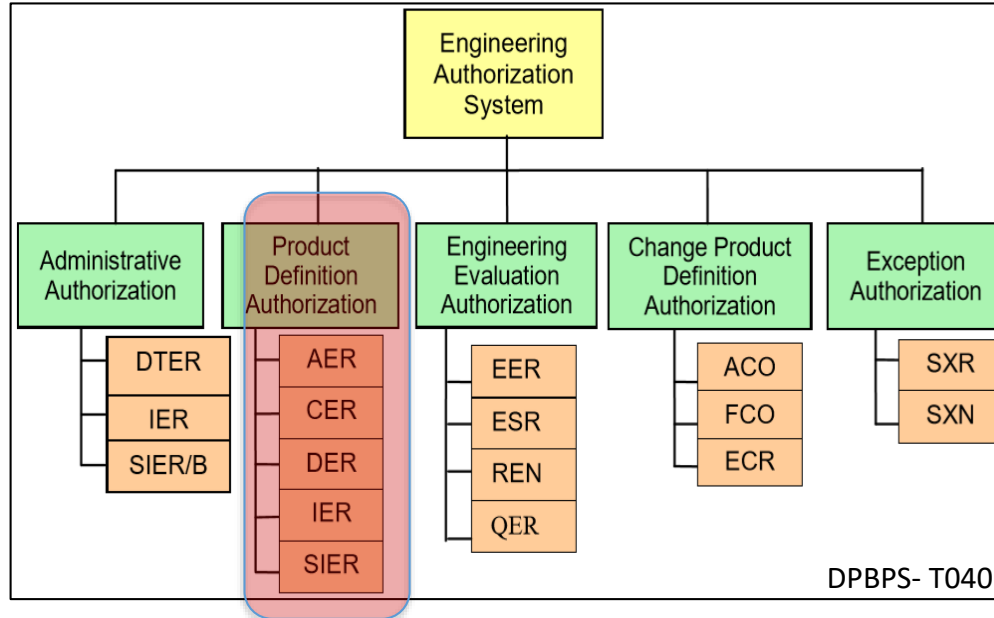 Engineering
Authorization
System
Administrative
Authorization
Product
Definition
Authorization
Engineering
Evaluation
Authorization
Change Product
Definition
Authorization
Exception
Authorization
DTER
IER
SIER/B
AER
CER
DER
IER
SIER
EER
ESR
REN
QER
ACO
FCO
ECR
SXR
SXN
DPBPS- T040